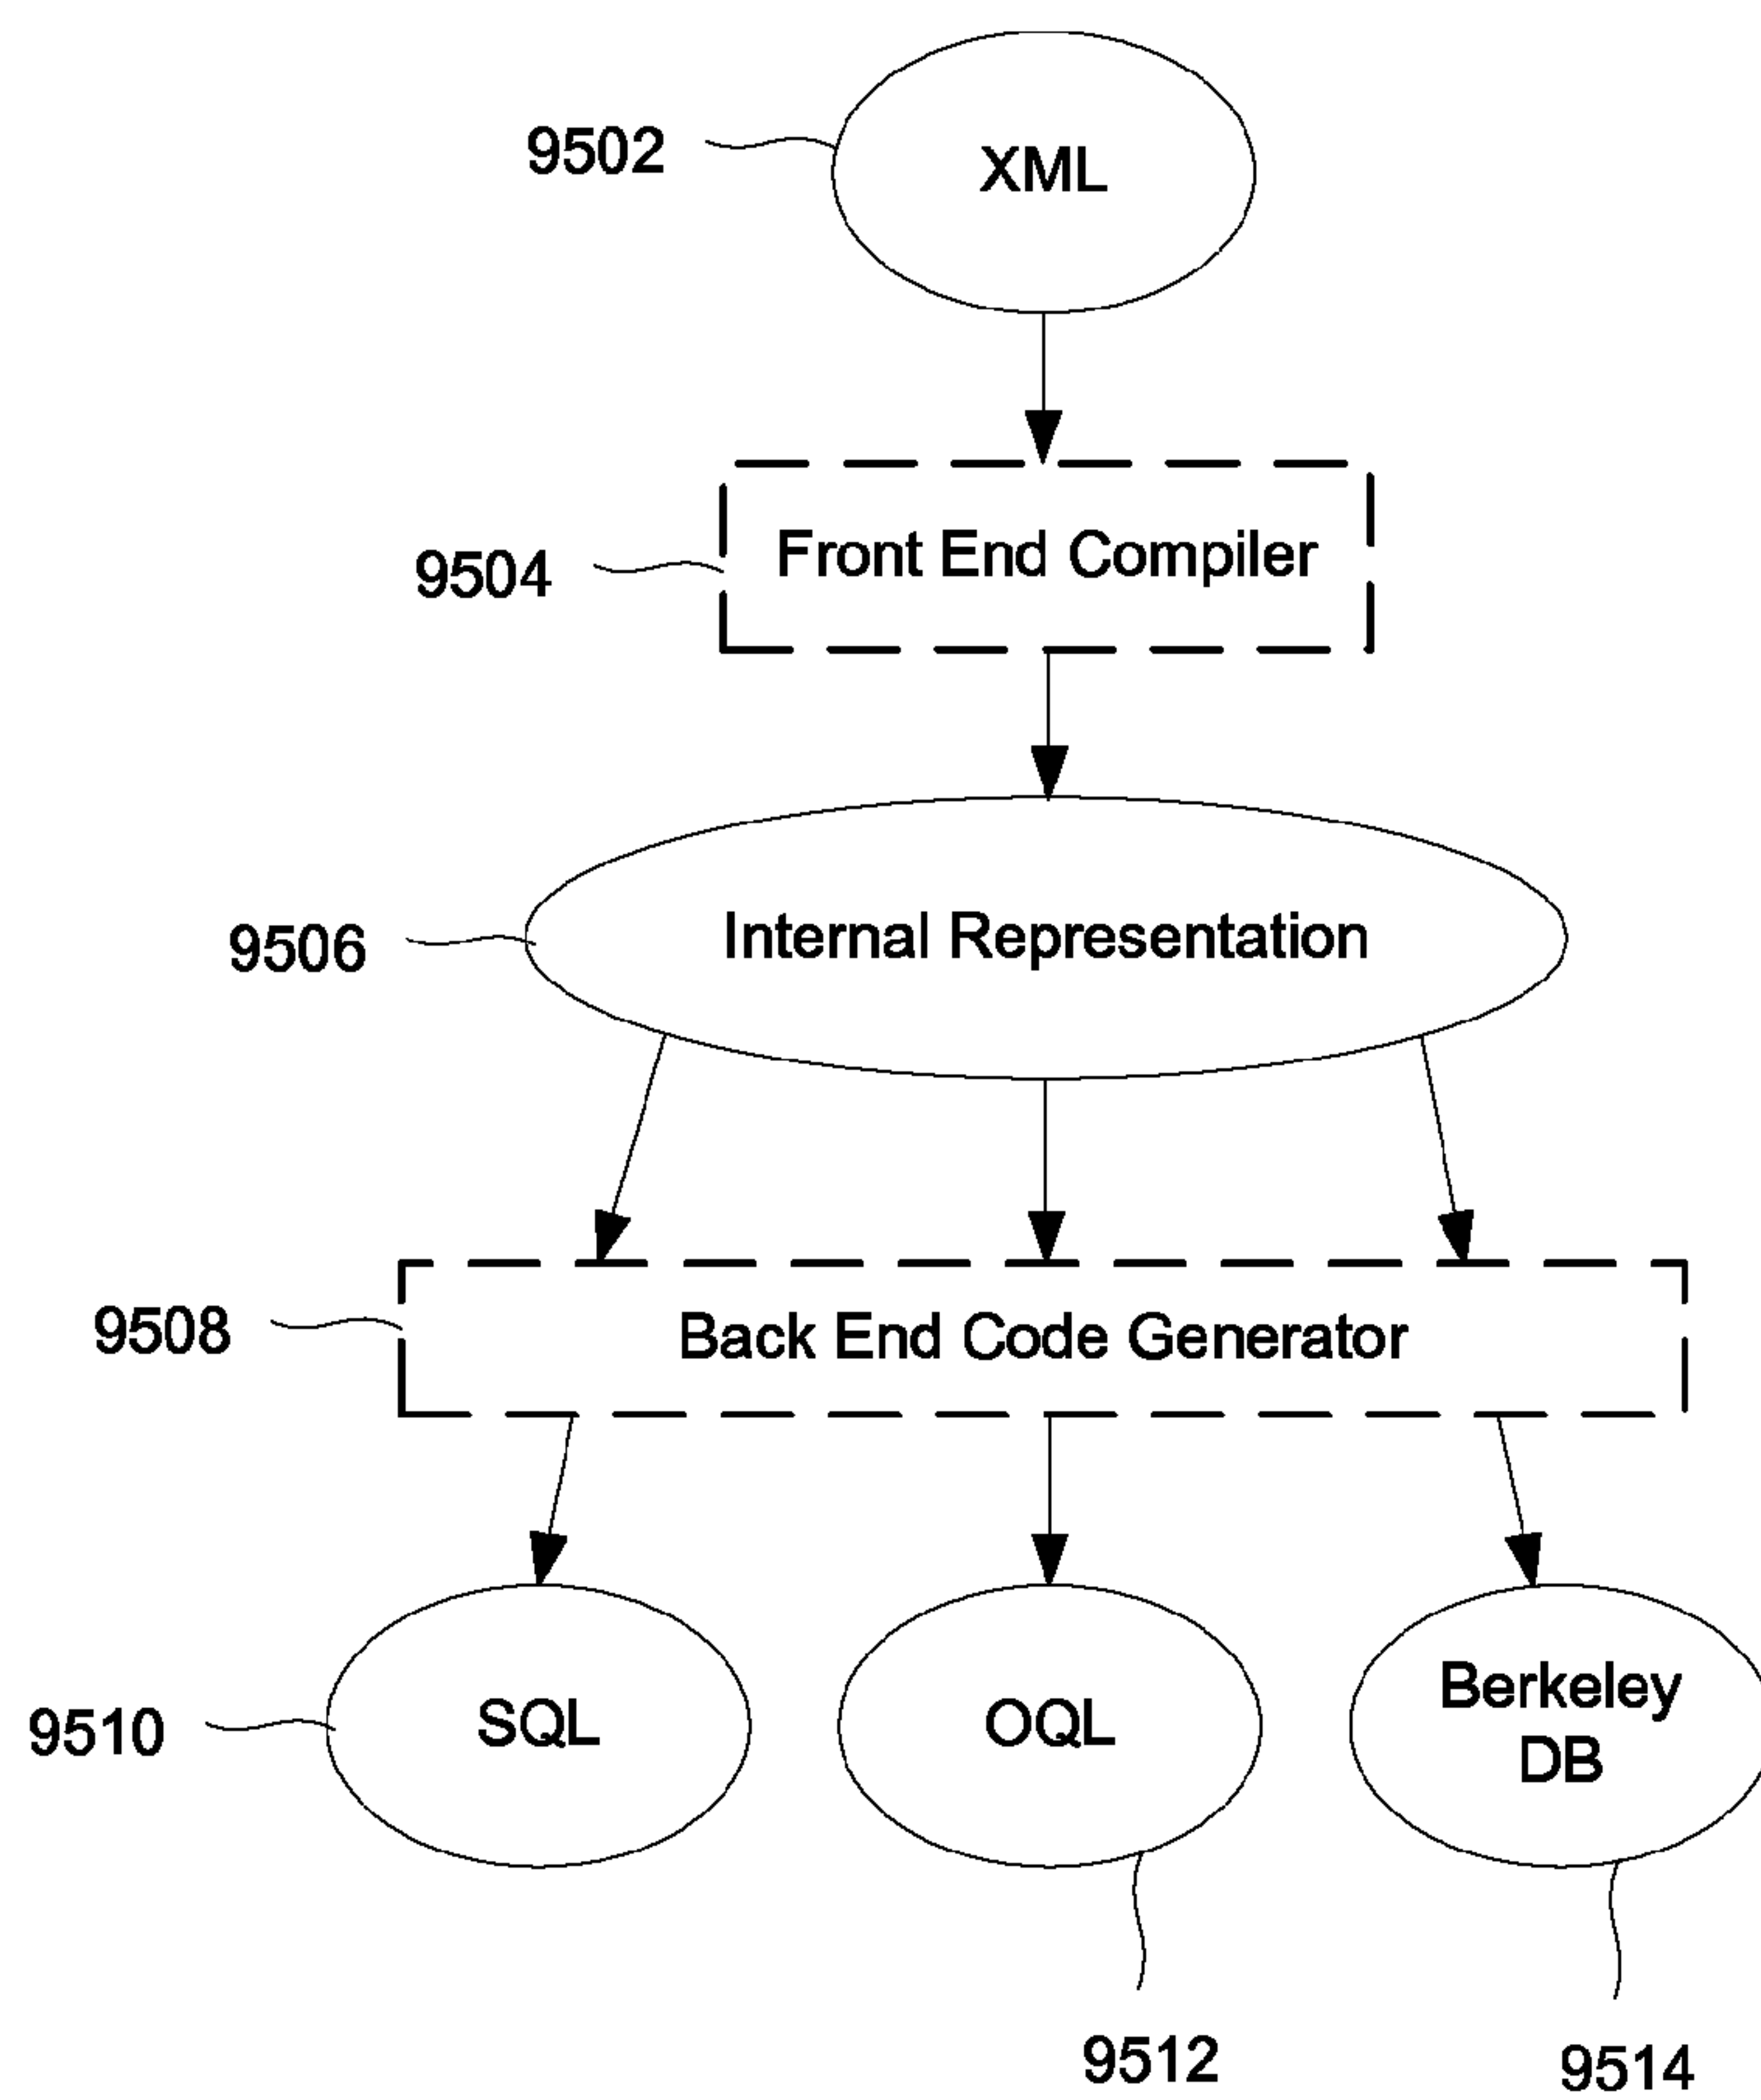 9502
XML
Front End Compiler
9504
Internal Representation
9506
Back End Code Generator
9508
SQL
OQL
Berkeley
DB
9510
9512
9514